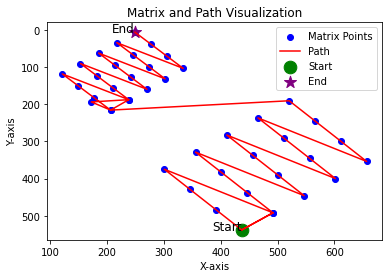 Matrix and Path Visualization
End
Matrix Points
Path
Start
End
0
100
200
300
400
500
Y-axis
Start
100
200
300
400
500
600
X-axis